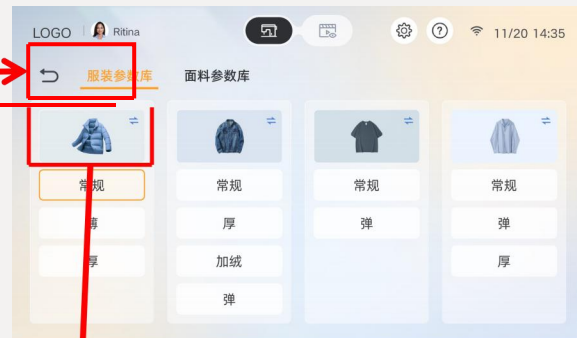 LOGO Ritina 11/20 14:35
服装参数库 面料参数库
常规 常规 常规 常规
薄 厚 弹 弹
厚 加绒 厚
弹